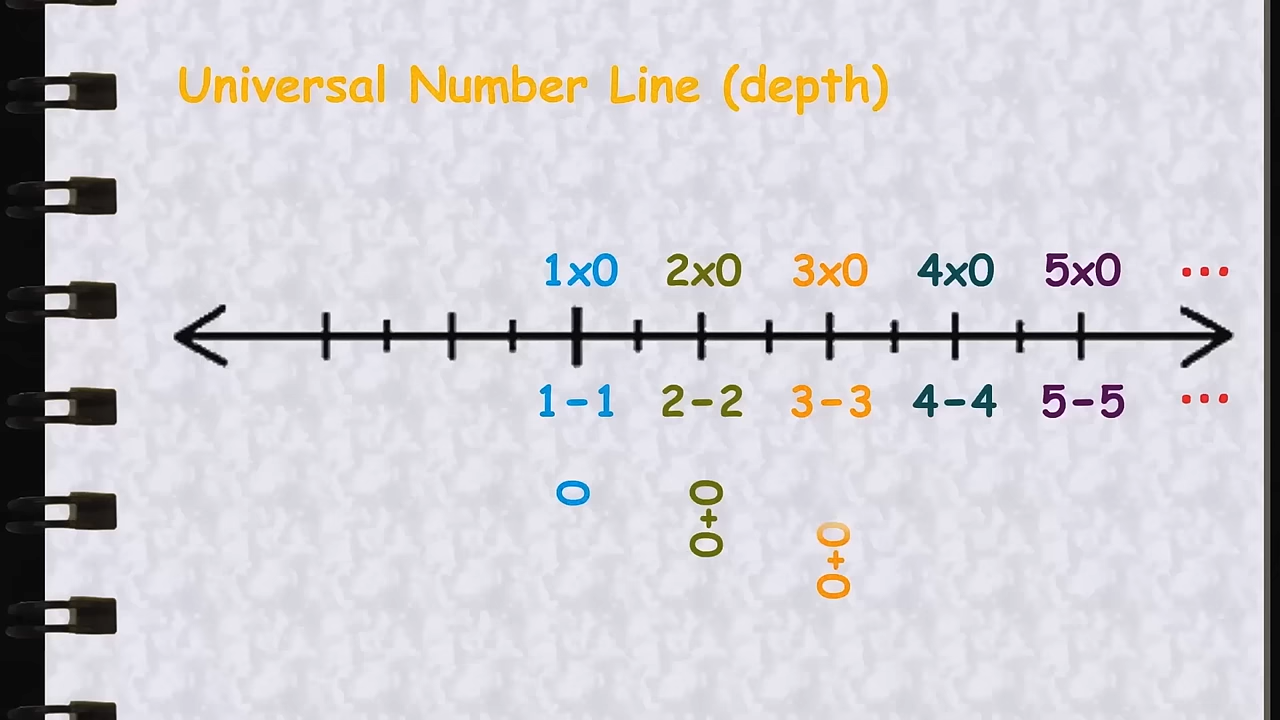 Universal Number Line (depth)
1x0 2x0 3x0 4x0 5x0 ...
1-1 2-2 3-3 4-4 5-5 ...
0 0+0 0+0